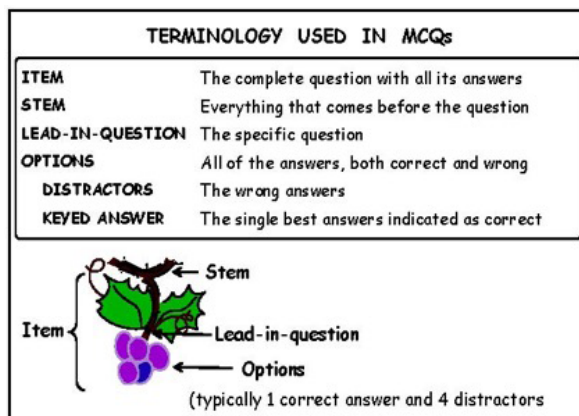 TERMINOLOGY USED IN MCQs
ITEM The complete question with all its answers
STEM Everything that comes before the question
LEAD-IN-QUESTION The specific question
OPTIONS All of the answers, both correct and wrong
DISTRACTORS The wrong answers
KEYED ANSWER The single best answers indicated as correct
Stem
Item
Lead-in-question
Options
(typically 1 correct answer and 4 distractors